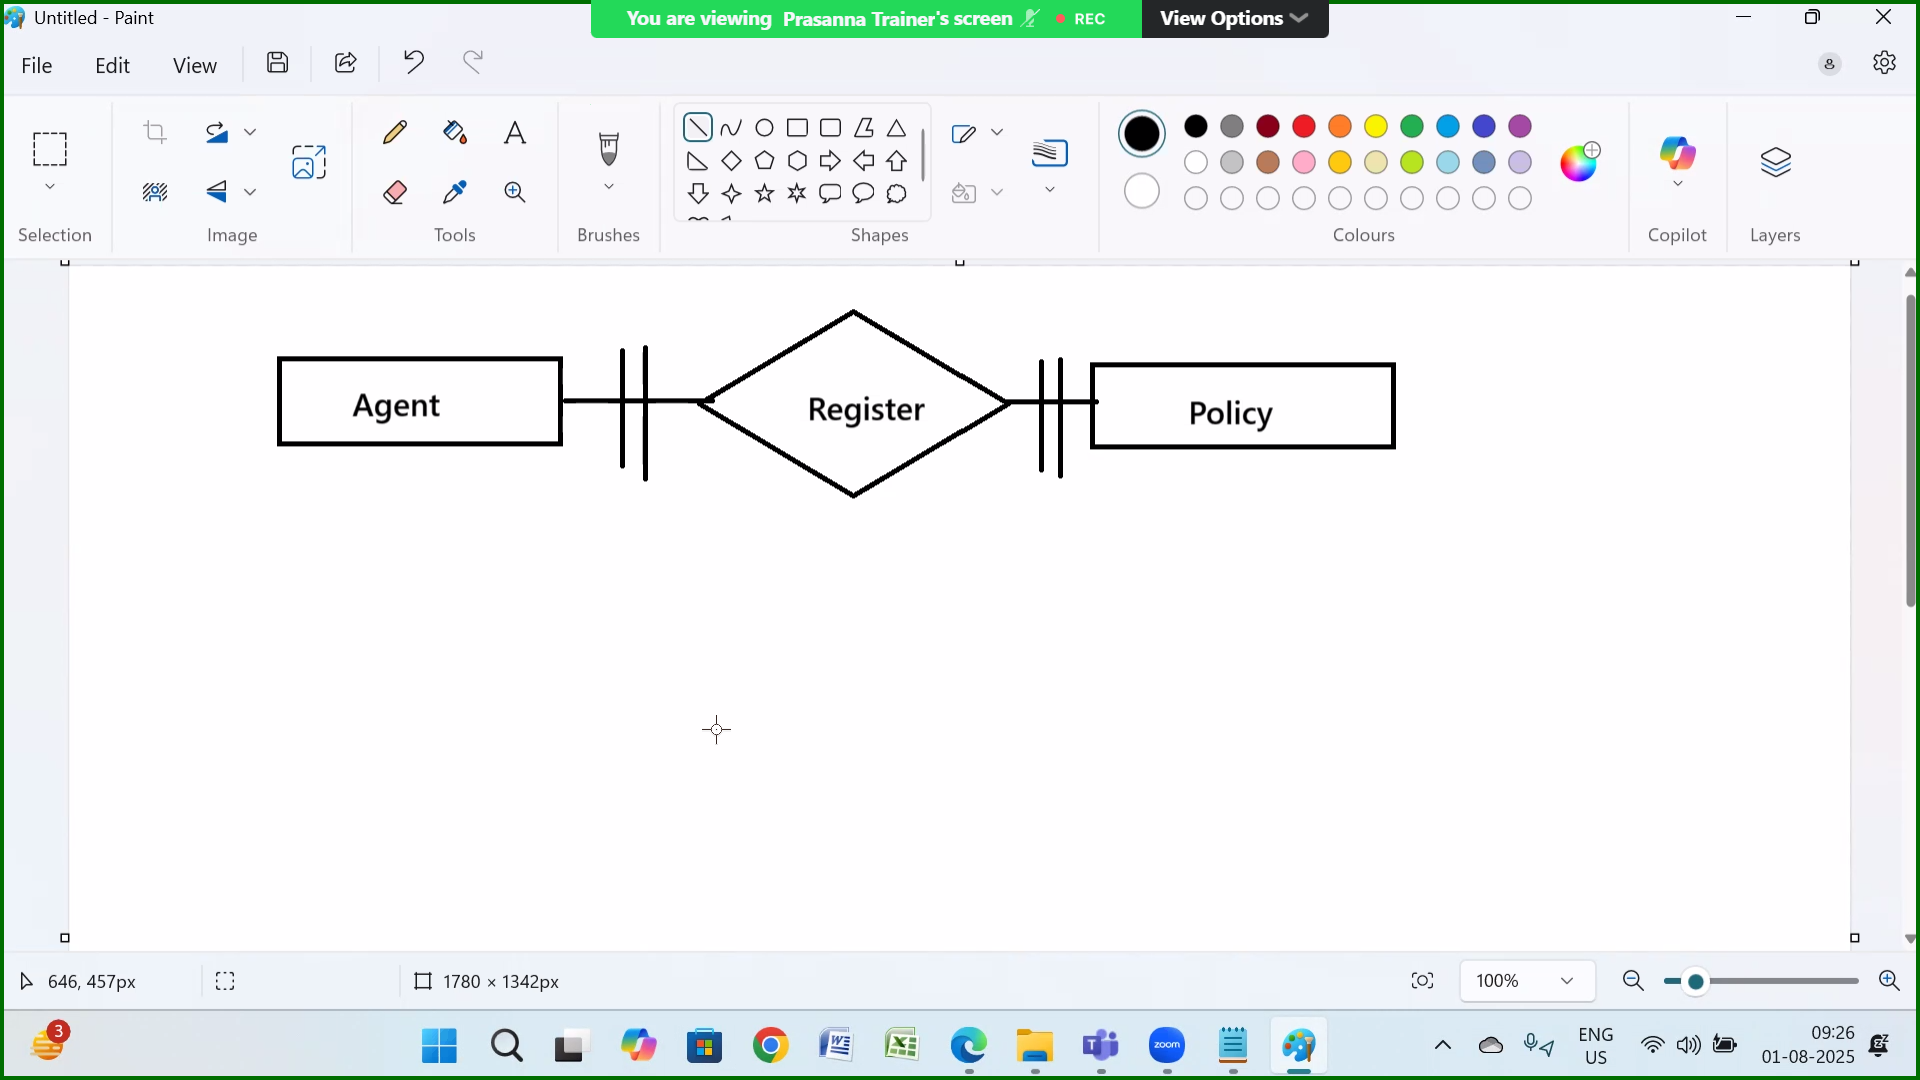 Untitled - Paint
You are viewing Prasanna Trainer's screen REC View Options
File Edit View
Selection Image Tools Brushes Shapes Colours Copilot Layers
Agent Register Policy
646, 457px 1780 × 1342px 100%
3 zoom ENG 09:26
US 01-08-2025